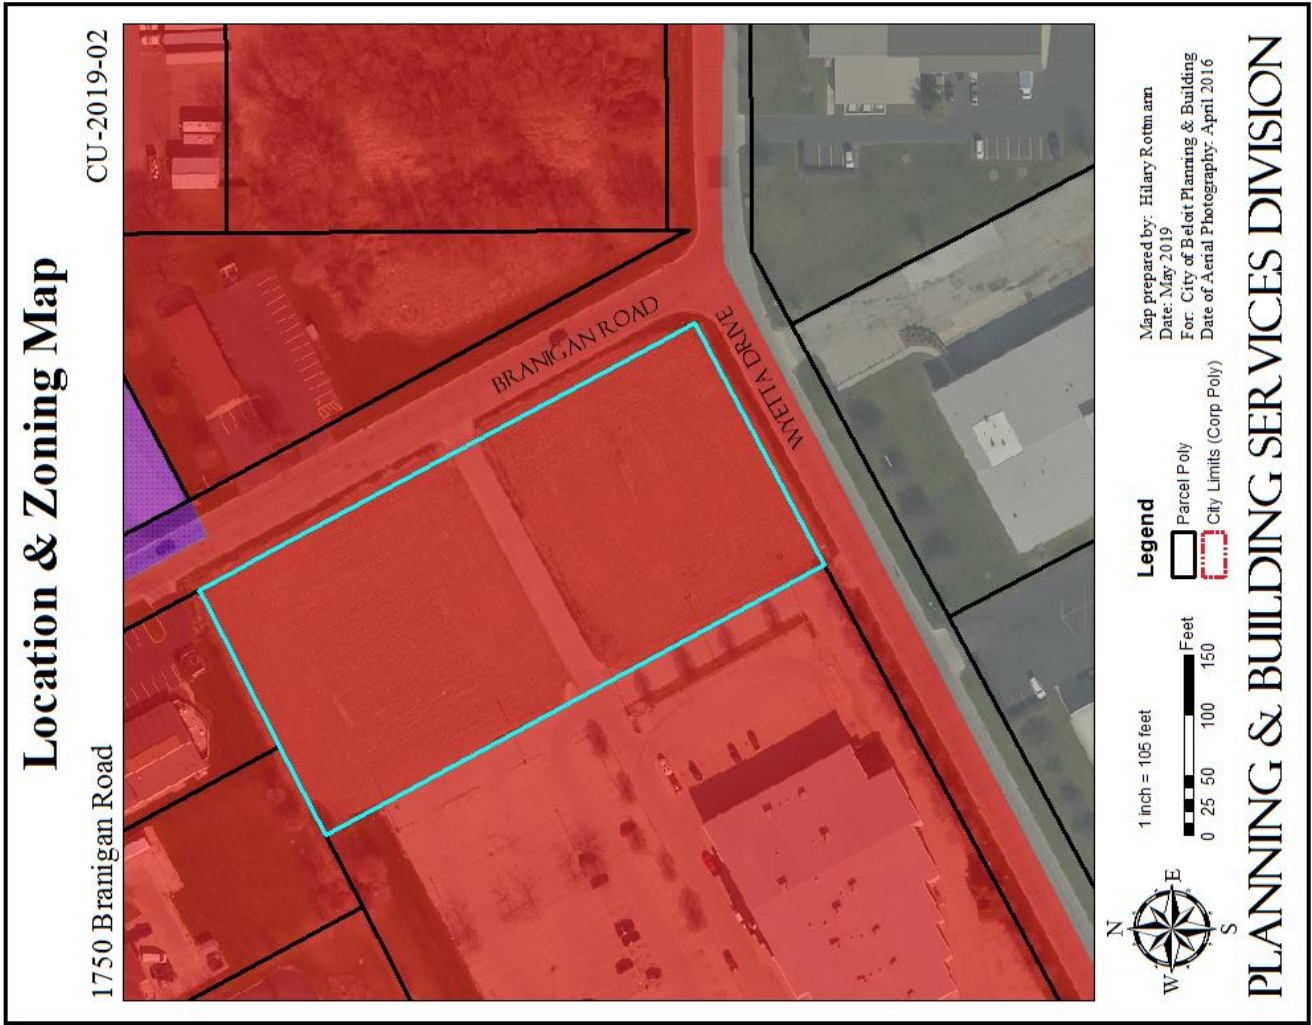 Location & Zoning Map
1750 Branigan Road
CU-2019-02
BRANIGAN ROAD
WYETTA DRIVE
N
W
E
S
1 inch = 105 feet
Feet
0 25 50 100 150
Legend
Parcel Poly
City Limits (Corp Poly)
Map prepared by: Hilary Rottmann
Date: May 2019
For: City of Beloit Planning & Building
Date of Aerial Photography: April 2016
PLANNING & BUILDING SERVICES DIVISION